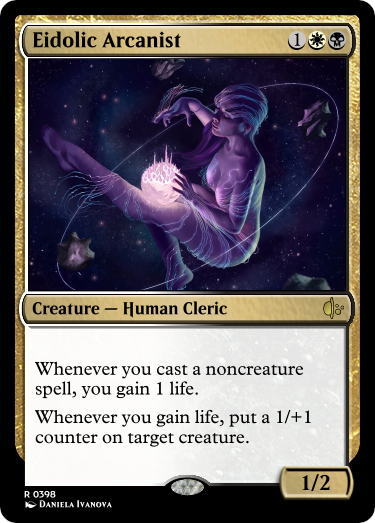 Eidolic Arcanist 1
Creature — Human Cleric
Whenever you cast a noncreature
spell, you gain 1 life.
Whenever you gain life, put a 1/+1
counter on target creature.
1/2
R 0398
Daniela Ivanova